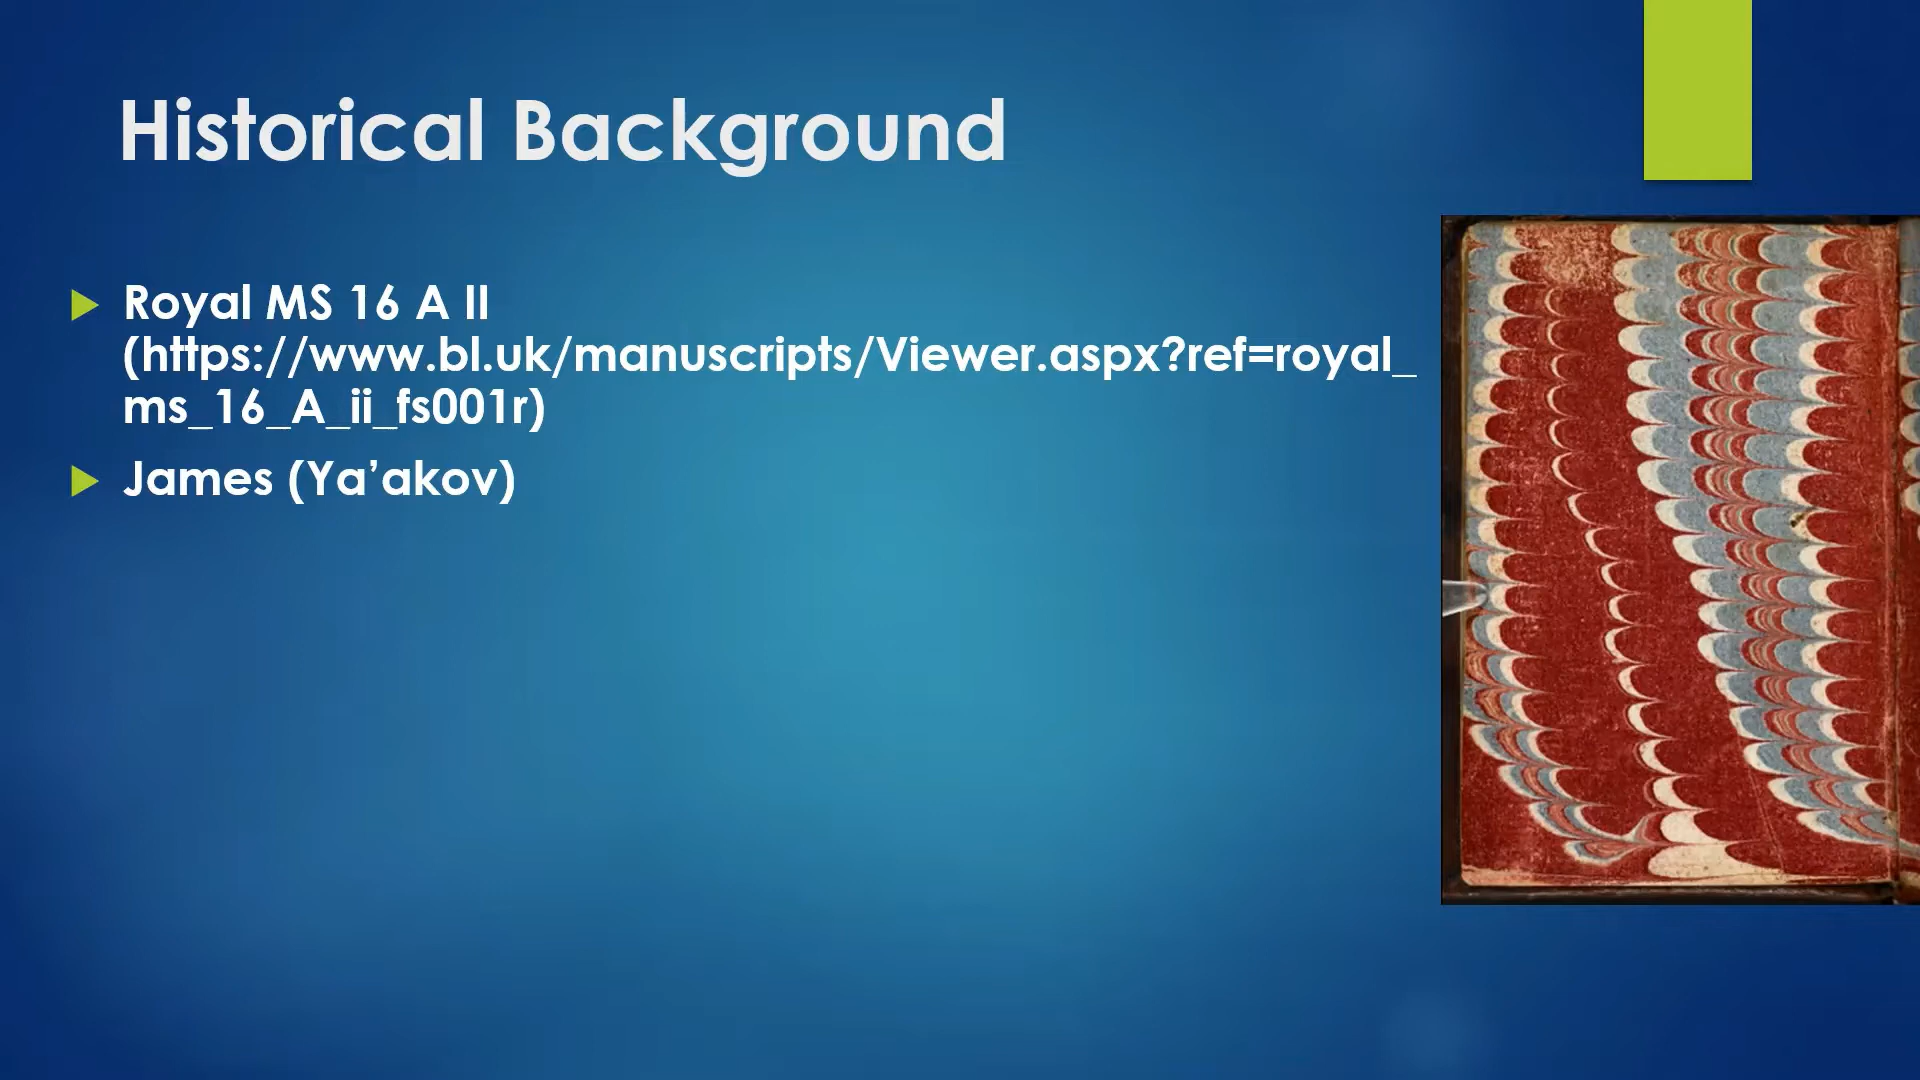 Historical Background
Royal MS 16 A II
(https://www.bl.uk/manuscripts/Viewer.aspx?ref=royal_
ms_16_A_ii_fs001r)
James (Ya’akov)